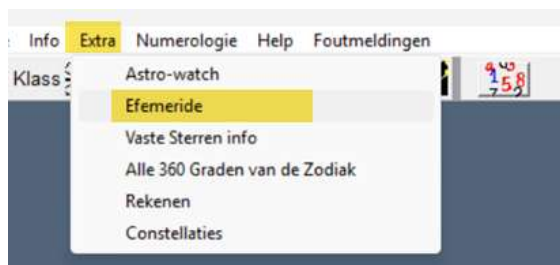 Info Extra Numerologie Help Foutmeldingen
Klass
Astro-watch
Efemeride
Vaste Sterren info
Alle 360 Graden van de Zodiak
Rekenen
Constellaties